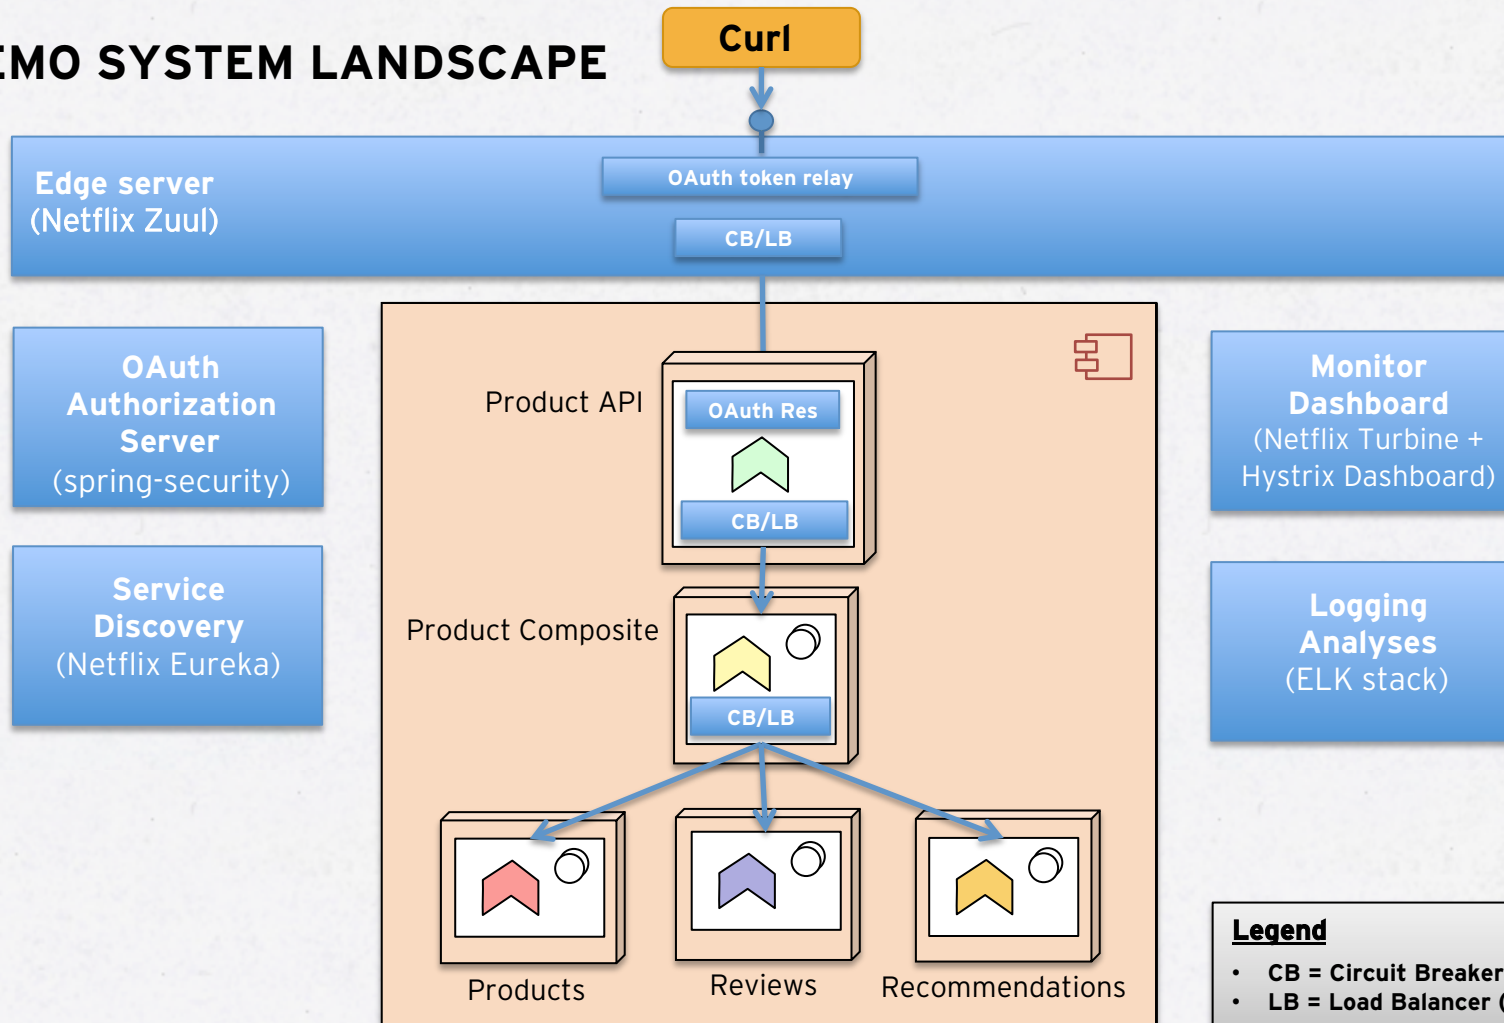 EMO SYSTEM LANDSCAPE
Curl
Edge server
(Netflix Zuul)
OAuth token relay
CB/LB
OAuth
Authorization
Server
(spring-security)
Service
Discovery
(Netflix Eureka)
Product API
OAuth Res
CB/LB
Product Composite
CB/LB
Products
Reviews
Recommendations
Monitor
Dashboard
(Netflix Turbine +
Hystrix Dashboard)
Logging
Analyses
(ELK stack)
Legend
• CB = Circuit Breaker
• LB = Load Balancer (